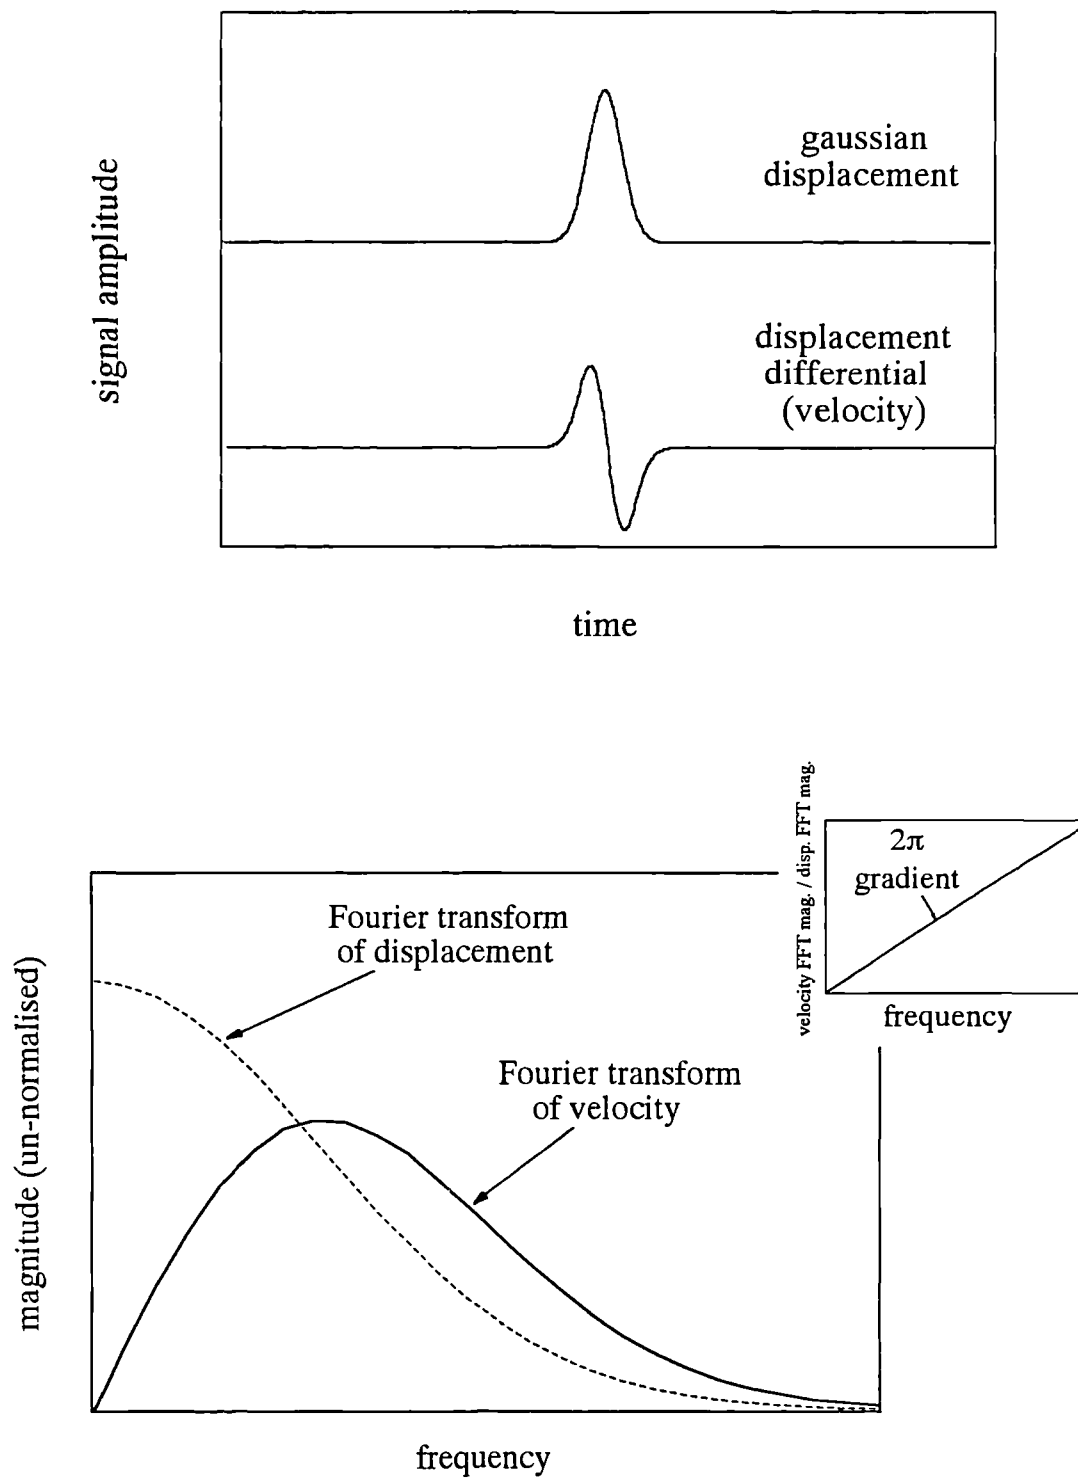 signal amplitude
gaussian
displacement
displacement
differential
(velocity)
time
velocity FFT mag. / disp. FFT mag.
2π
gradient
frequency
magnitude (un-normalised)
Fourier transform
of displacement
Fourier transform
of velocity
frequency